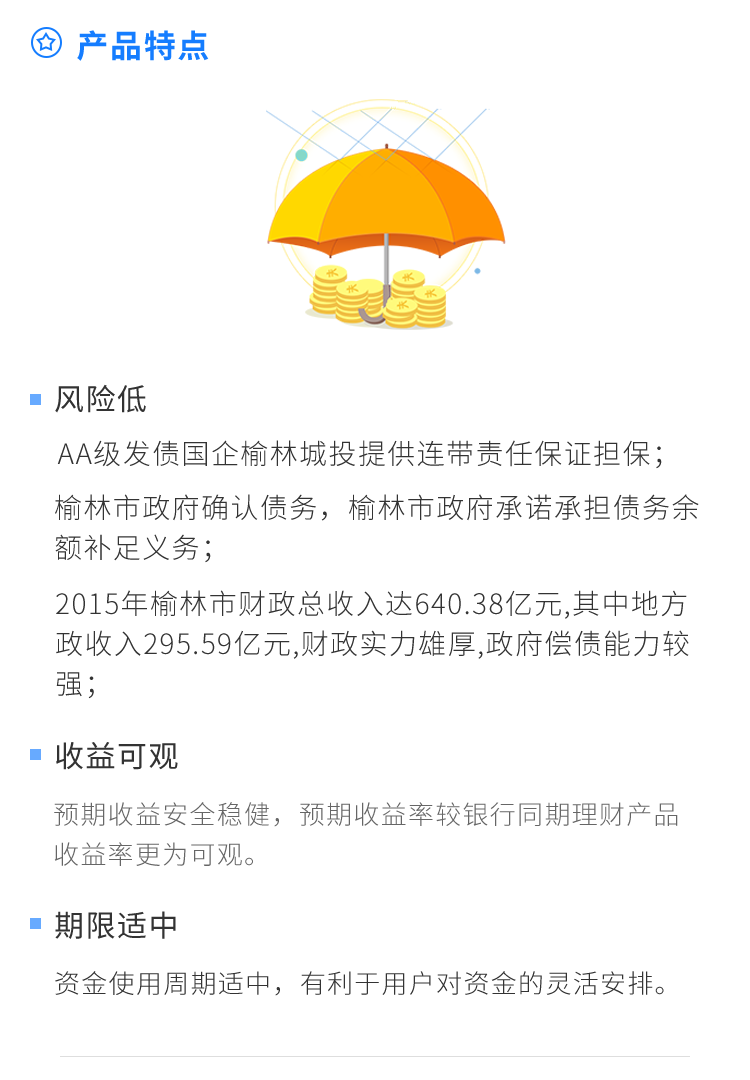 产品特点
风险低
AA级发债国企榆林城投提供连带责任保证担保；
榆林市政府确认债务，榆林市政府承诺承担债务余
额补足义务；
2015年榆林市财政总收入达640.38亿元,其中地方
政收入295.59亿元,财政实力雄厚,政府偿债能力较
强；
收益可观
预期收益安全稳健，预期收益率较银行同期理财产品
收益率更为可观。
期限适中
资金使用周期适中，有利于用户对资金的灵活安排。